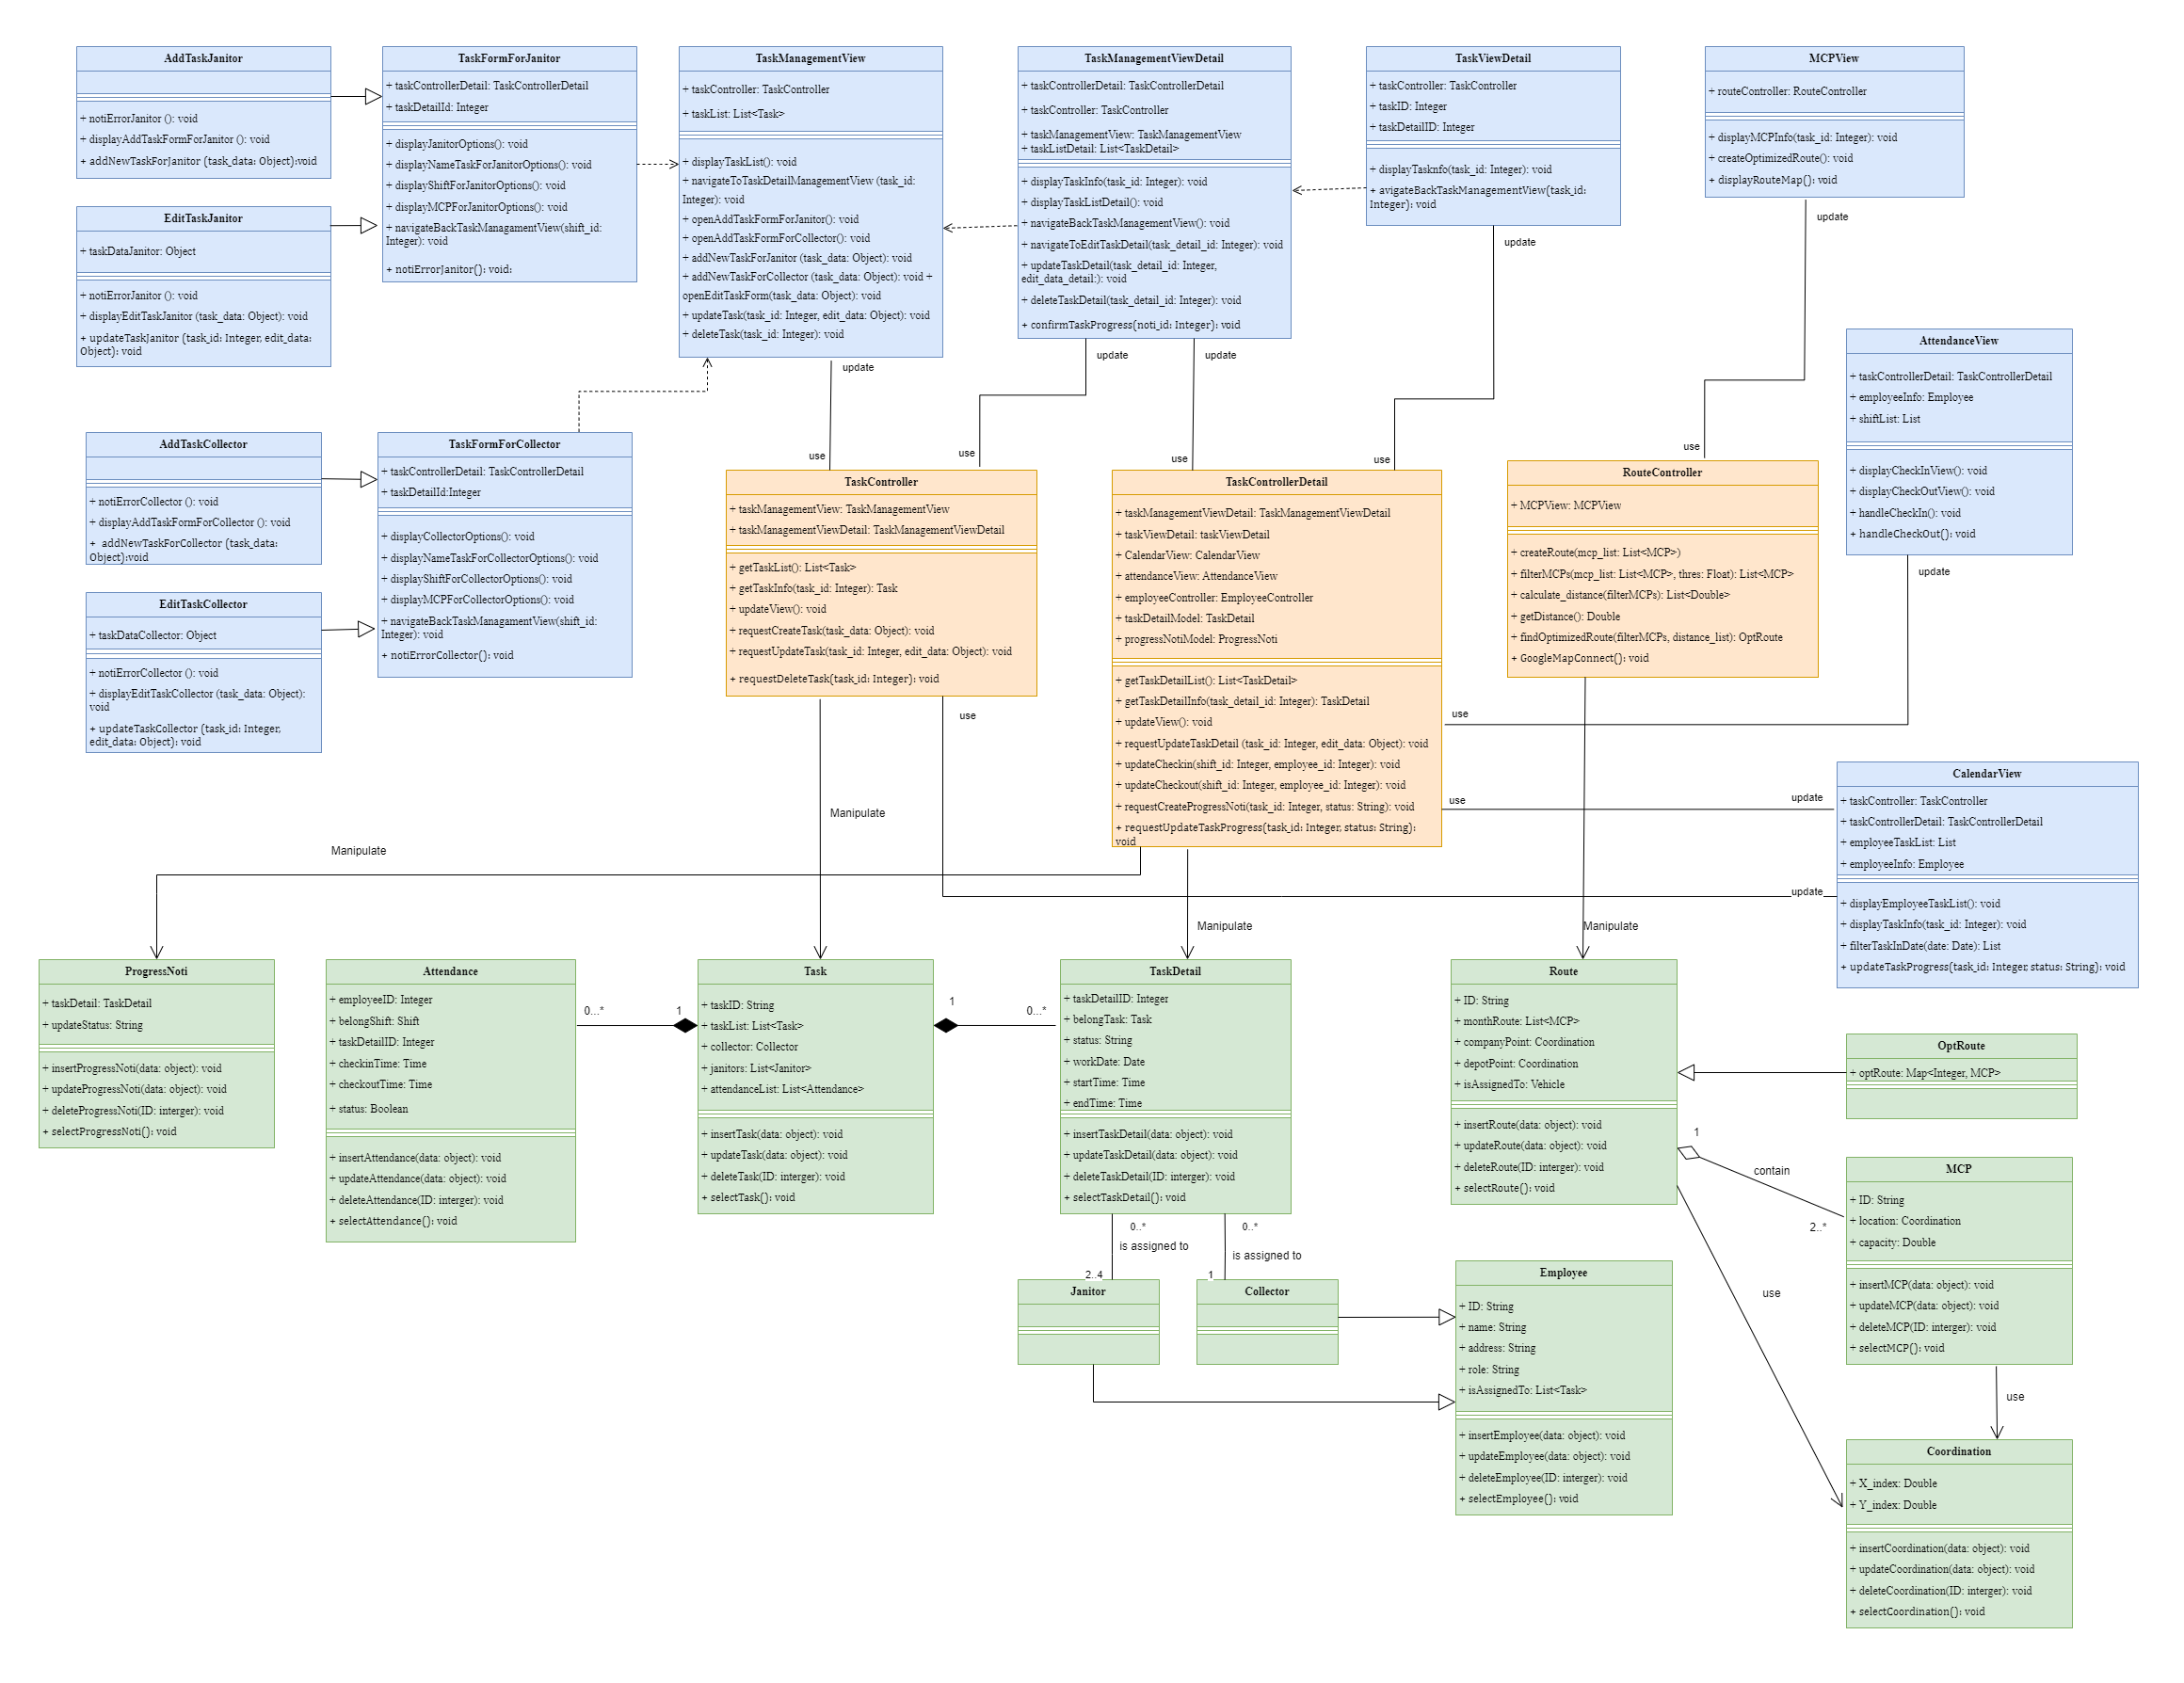 AddTaskJanitor
+ notiErrorJanitor (): void
+ displayAddTaskFormForJanitor (): void
+ addNewTaskForJanitor (task_data: Object):void
EditTaskJanitor
+ taskDataJanitor: Object
+ notiErrorJanitor (): void
+ displayEditTaskJanitor (task_data: Object): void
+ updateTaskJanitor (task_id: Integer, edit_data:
Object): void
TaskFormForJanitor
+ taskControllerDetail: TaskControllerDetail
+ taskDetailId: Integer
+ displayJanitorOptions(): void
+ displayNameTaskForJanitorOptions(): void
+ displayShiftForJanitorOptions(): void
+ displayMCPForJanitorOptions(): void
+ navigateBackTaskManagamentView(shift_id:
Integer): void
+ notiErrorJanitor(): void:
TaskManagementView
+ taskController: TaskController
+ taskList: List<Task>
+ displayTaskList(): void
+ navigateToTaskDetailManagementView (task_id:
Integer): void
+ openAddTaskFormForJanitor(): void
+ openAddTaskFormForCollector(): void
+ addNewTaskForJanitor (task_data: Object): void
+ addNewTaskForCollector (task_data: Object): void +
openEditTaskForm(task_data: Object): void
+ updateTask(task_id: Integer, edit_data: Object): void
+ deleteTask(task_id: Integer): void
TaskManagementViewDetail
+ taskControllerDetail: TaskControllerDetail
+ taskController: TaskController
+ taskManagementView: TaskManagementView
+ taskListDetail: List<TaskDetail>
+ displayTaskInfo(task_id: Integer): void
+ displayTaskListDetail(): void
+ navigateBackTaskManagementView(): void
+ navigateToEditTaskDetail(task_detail_id: Integer): void
+ updateTaskDetail(task_detail_id: Integer,
edit_data_detail:): void
+ deleteTaskDetail(task_detail_id: Integer): void
+ confirmTaskProgress(noti_id: Integer): void
TaskViewDetail
+ taskController: TaskController
+ taskID: Integer
+ taskDetailID: Integer
+ displayTasknfo(task_id: Integer): void
+ avigateBackTaskManagementView(task_id:
Integer): void
MCPView
+ routeController: RouteController
+ displayMCPInfo(task_id: Integer): void
+ createOptimizedRoute(): void
+ displayRouteMap(): void
update
update
update
update
update
AttendanceView
+ taskControllerDetail: TaskControllerDetail
+ employeeInfo: Employee
+ shiftList: List
+ displayCheckInView(): void
+ displayCheckOutView(): void
+ handleCheckIn(): void
+ handleCheckOut(): void
update
AddTaskCollector
+ notiErrorCollector (): void
+ displayAddTaskFormForCollector (): void
+ addNewTaskForCollector (task_data:
Object):void
EditTaskCollector
+ taskDataCollector: Object
+ notiErrorCollector (): void
+ displayEditTaskCollector (task_data: Object):
void
+ updateTaskCollector (task_id: Integer,
edit_data: Object): void
TaskFormForCollector
+ taskControllerDetail: TaskControllerDetail
+ taskDetailId:Integer
+ displayCollectorOptions(): void
+ displayNameTaskForCollectorOptions(): void
+ displayShiftForCollectorOptions(): void
+ displayMCPForCollectorOptions(): void
+ navigateBackTaskManagamentView(shift_id:
Integer): void
+ notiErrorCollector(): void
use
use
use
use
use
TaskController
+ taskManagementView: TaskManagementView
+ taskManagementViewDetail: TaskManagementViewDetail
+ getTaskList(): List<Task>
+ getTaskInfo(task_id: Integer): Task
+ updateView(): void
+ requestCreateTask(task_data: Object): void
+ requestUpdateTask(task_id: Integer, edit_data: Object): void
+ requestDeleteTask(task_id: Integer): void
TaskControllerDetail
+ taskManagementViewDetail: TaskManagementViewDetail
+ taskViewDetail: taskViewDetail
+ CalendarView: CalendarView
+ attendanceView: AttendanceView
+ employeeController: EmployeeController
+ taskDetailModel: TaskDetail
+ progressNotiModel: ProgressNoti
+ getTaskDetailList(): List<TaskDetail>
+ getTaskDetailInfo(task_detail_id: Integer): TaskDetail
+ updateView(): void
+ requestUpdateTaskDetail (task_id: Integer, edit_data: Object): void
+ updateCheckin(shift_id: Integer, employee_id: Integer): void
+ updateCheckout(shift_id: Integer, employee_id: Integer): void
+ requestCreateProgressNoti(task_id: Integer, status: String): void
+ requestUpdateTaskProgress(task_id: Integer, status: String):
void
RouteController
+ MCPView: MCPView
+ createRoute(mcp_list: List<MCP>)
+ filterMCPs(mcp_list: List<MCP>, thres: Float): List<MCP>
+ calculate_distance(filterMCPs): List<Double>
+ getDistance(): Double
+ findOptimizedRoute(filterMCPs, distance_list): OptRoute
+ GoogleMapConnect(): void
use
use
use
update
update
CalendarView
+ taskController: TaskController
+ taskControllerDetail: TaskControllerDetail
+ employeeTaskList: List
+ employeeInfo: Employee
+ displayEmployeeTaskList(): void
+ displayTaskInfo(task_id: Integer): void
+ filterTaskInDate(date: Date): List
+ updateTaskProgress(task_id: Integer, status: String): void
Manipulate
Manipulate
Manipulate
Manipulate
ProgressNoti
+ taskDetail: TaskDetail
+ updateStatus: String
+ insertProgressNoti(data: object): void
+ updateProgressNoti(data: object): void
+ deleteProgressNoti(ID: interger): void
+ selectProgressNoti(): void
Attendance
+ employeeID: Integer
+ belongShift: Shift
+ taskDetailID: Integer
+ checkinTime: Time
+ checkoutTime: Time
+ status: Boolean
+ insertAttendance(data: object): void
+ updateAttendance(data: object): void
+ deleteAttendance(ID: interger): void
+ selectAttendance(): void
0...*
1
Task
+ taskID: String
+ taskList: List<Task>
+ collector: Collector
+ janitors: List<Janitor>
+ attendanceList: List<Attendance>
+ insertTask(data: object): void
+ updateTask(data: object): void
+ deleteTask(ID: interger): void
+ selectTask(): void
1
0...*
TaskDetail
+ taskDetailID: Integer
+ belongTask: Task
+ status: String
+ workDate: Date
+ startTime: Time
+ endTime: Time
+ insertTaskDetail(data: object): void
+ updateTaskDetail(data: object): void
+ deleteTaskDetail(ID: interger): void
+ selectTaskDetail(): void
Route
+ ID: String
+ monthRoute: List<MCP>
+ companyPoint: Coordination
+ depotPoint: Coordination
+ isAssignedTo: Vehicle
+ insertRoute(data: object): void
+ updateRoute(data: object): void
+ deleteRoute(ID: interger): void
+ selectRoute(): void
OptRoute
+ optRoute: Map<Integer, MCP>
1
contain
2..*
MCP
+ ID: String
+ location: Coordination
+ capacity: Double
+ insertMCP(data: object): void
+ updateMCP(data: object): void
+ deleteMCP(ID: interger): void
+ selectMCP(): void
0..*
is assigned to
2..4
0..*
is assigned to
1
Janitor
Collector
Employee
+ ID: String
+ name: String
+ address: String
+ role: String
+ isAssignedTo: List<Task>
+ insertEmployee(data: object): void
+ updateEmployee(data: object): void
+ deleteEmployee(ID: interger): void
+ selectEmployee(): void
use
use
Coordination
+ X_index: Double
+ Y_index: Double
+ insertCoordination(data: object): void
+ updateCoordination(data: object): void
+ deleteCoordination(ID: interger): void
+ selectCoordination(): void